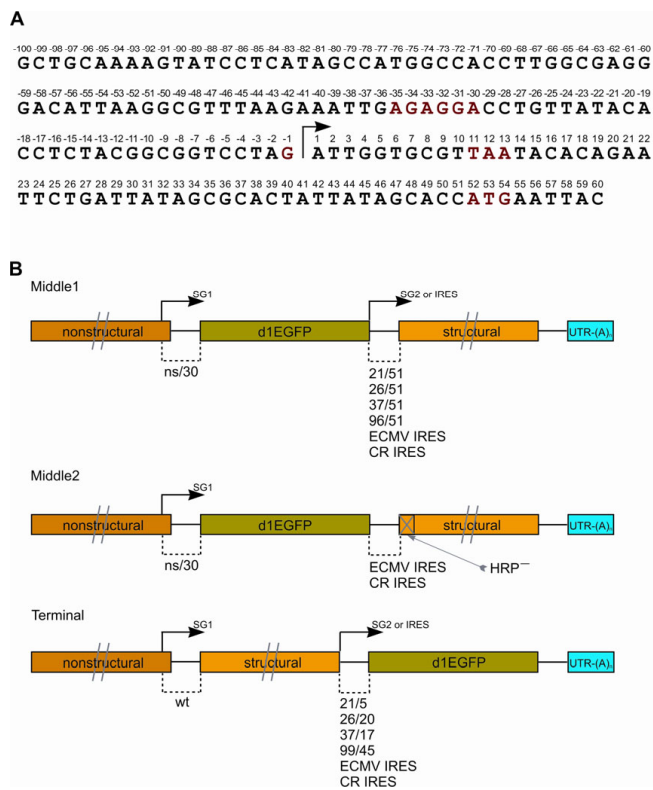 A
-100 -99 -98 -97 -96 -95 -94 -93 -92 -91 -90 -89 -88 -87 -86 -85 -84 -83 -82 -81 -80 -79 -78 -77 -76 -75 -74 -73 -72 -71 -70 -69 -68 -67 -66 -65 -64 -63 -62 -61 -60
GCTGCAAAAGTATCCTCATAGCCATGGCCACCTTGGCGAGG
-59 -58 -57 -56 -55 -54 -53 -52 -51 -50 -49 -48 -47 -46 -45 -44 -43 -42 -41 -40 -39 -38 -37 -36 -35 -34 -33 -32 -31 -30 -29 -28 -27 -26 -25 -24 -23 -22 -21 -20 -19
GACATTAAGGCGTTTAAGAAATTGAGAGGACCTGTTATACA
-18 -17 -16 -15 -14 -13 -12 -11 -10 -9 -8 -7 -6 -5 -4 -3 -2 -1 1 2 3 4 5 6 7 8 9 10 11 12 13 14 15 16 17 18 19 20 21 22
CCTCTACGGCGGTCCTAG ATTGGTGCGTTAATACACAGAA
23 24 25 26 27 28 29 30 31 32 33 34 35 36 37 38 39 40 41 42 43 44 45 46 47 48 49 50 51 52 53 54 55 56 57 58 59 60
TTCTGATTATAGCGCACTATTATAGCACCATGAATTAC
B
Middle1
SG1
SG2 or IRES
nonstructural
d1EGFP
structural
UTR-(A)n
ns/30
21/51
26/51
37/51
96/51
ECMV IRES
CR IRES
Middle2
SG1
nonstructural
d1EGFP
structural
UTR-(A)n
ns/30
ECMV IRES
CR IRES
HRP–
Terminal
SG1
SG2 or IRES
nonstructural
structural
d1EGFP
UTR-(A)n
wt
21/5
26/20
37/17
99/45
ECMV IRES
CR IRES